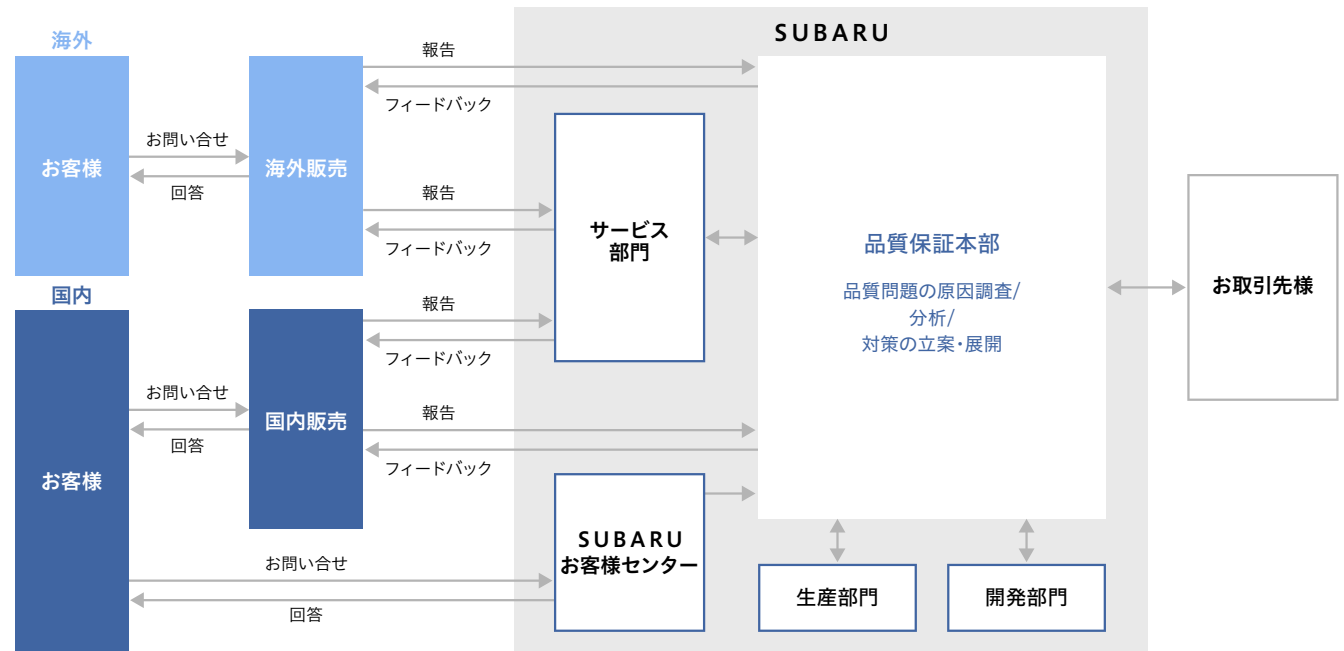 SUBARU
海外
お客様
お問い合せ
回答
海外販売
報告
フィードバック
報告
フィードバック
サービス
部門
品質保証本部
品質問題の原因調査/
分析/
対策の立案・展開
お取引先様
国内
お客様
お問い合せ
回答
国内販売
報告
フィードバック
報告
フィードバック
お問い合せ
回答
SUBARU
お客様センター
生産部門
開発部門